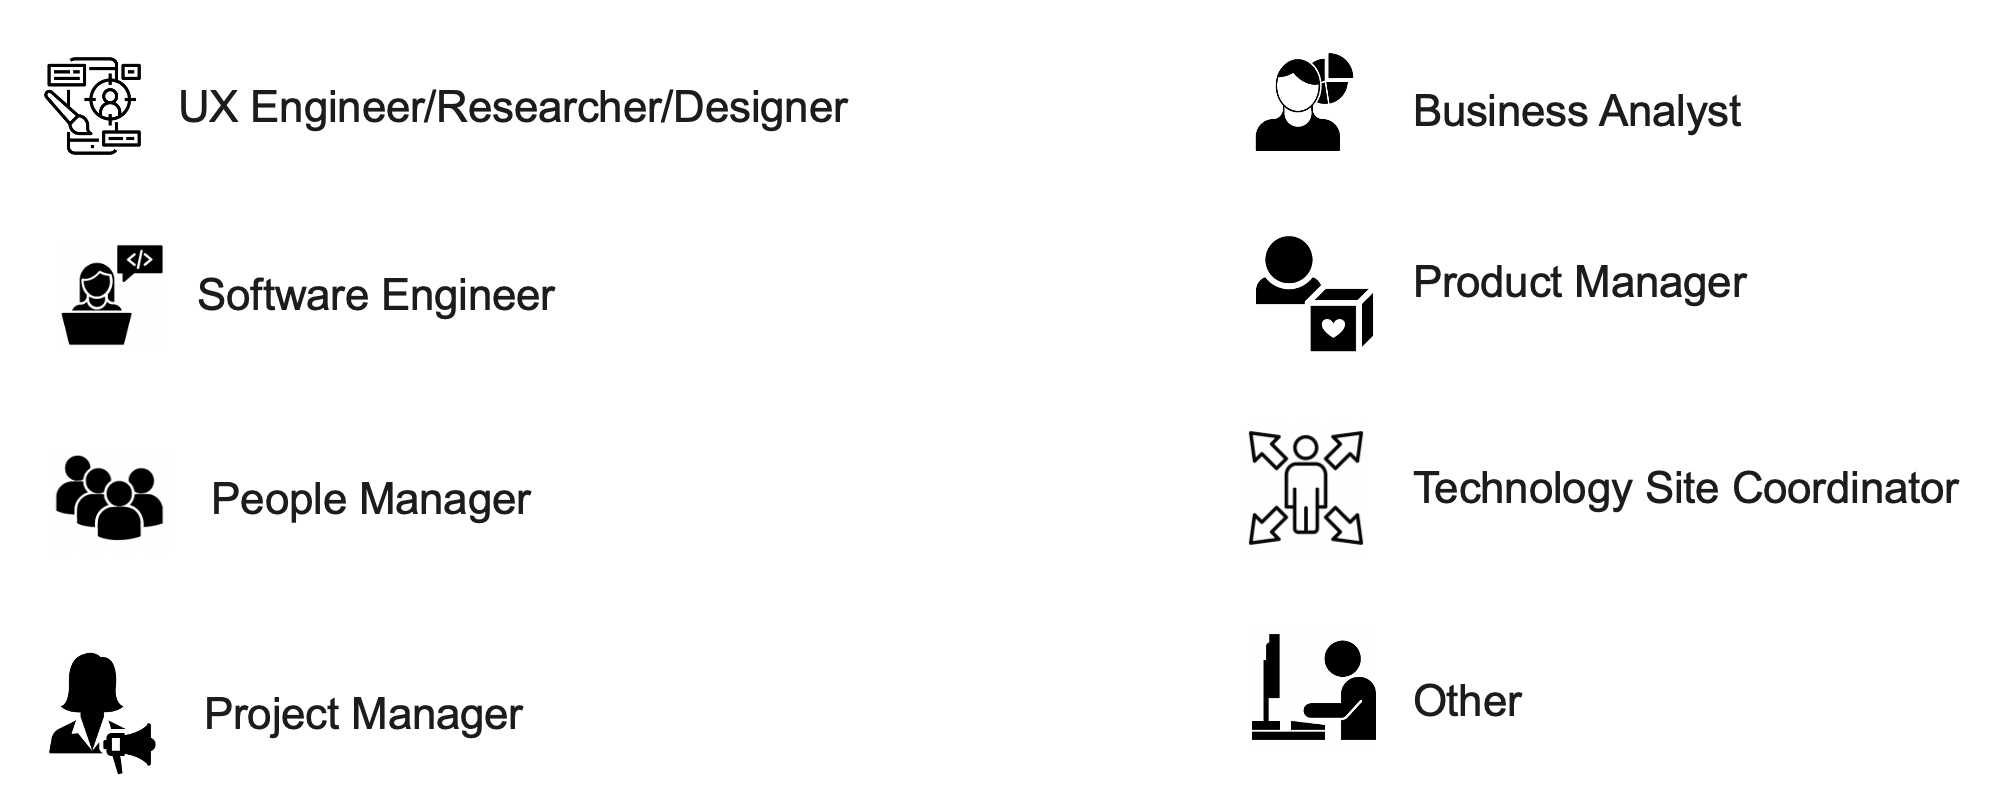 UX Engineer/Researcher/Designer
</>
Software Engineer
People Manager
Project Manager
Business Analyst
Product Manager
Technology Site Coordinator
Other